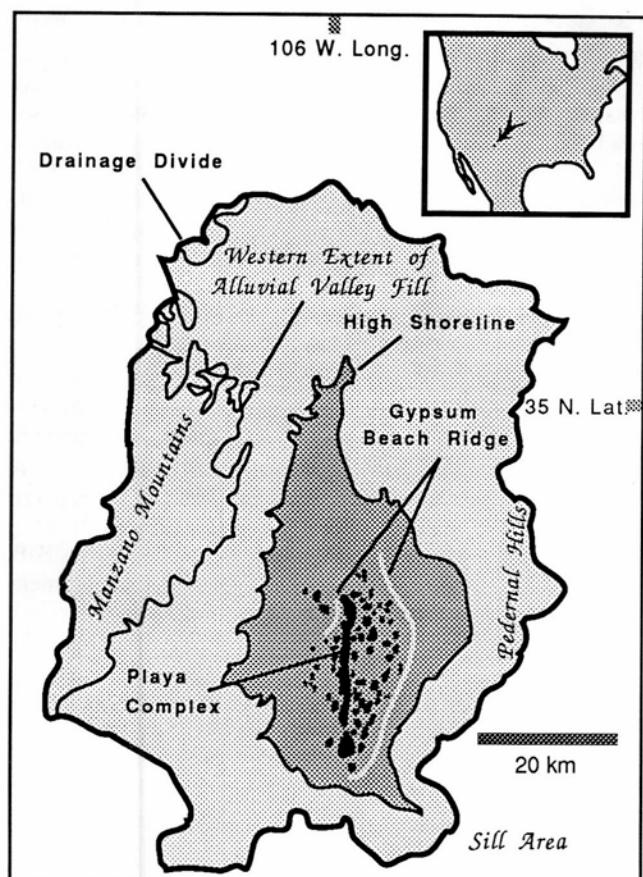 106 W. Long.
Drainage Divide
Western Extent of
Alluvial Valley Fill
High Shoreline
35 N. Lat.
Gypsum
Beach Ridge
Manzano Mountains
Pedernal Hills
Playa
Complex
20 km
Sill Area